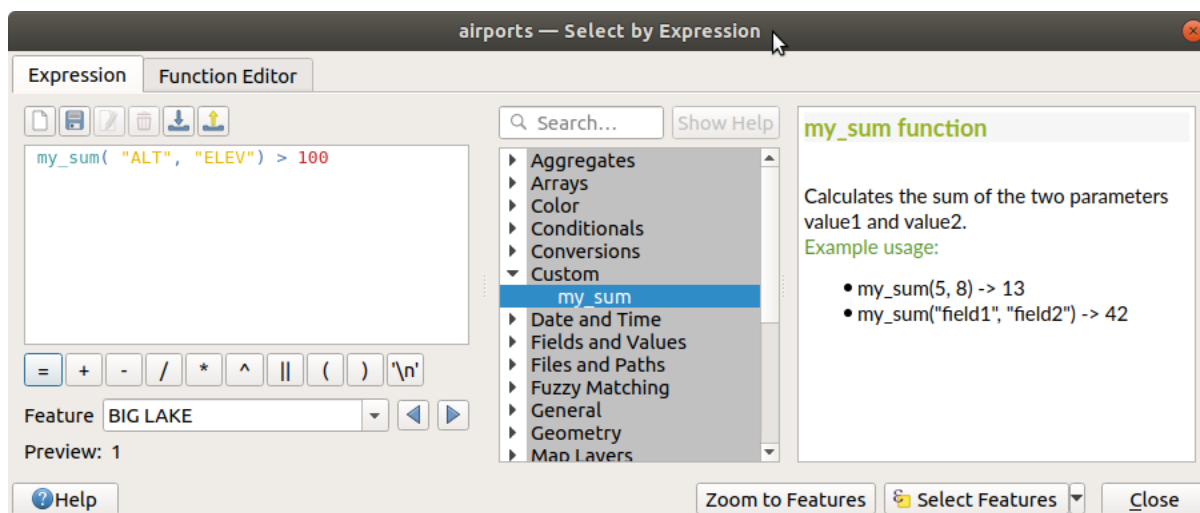 airports — Select by Expression
Expression
Function Editor
my_sum( "ALT", "ELEV") > 100
= + - / * ^ || ( ) '\n'
Feature BIG LAKE
Preview: 1
Search...
Show Help
Aggregates
Arrays
Color
Conditionals
Conversions
Custom
my_sum
Date and Time
Fields and Values
Files and Paths
Fuzzy Matching
General
Geometry
Map Layers
my_sum function
Calculates the sum of the two parameters
value1 and value2.
Example usage:
• my_sum(5, 8) -> 13
• my_sum("field1", "field2") -> 42
Help
Zoom to Features
Select Features
Close